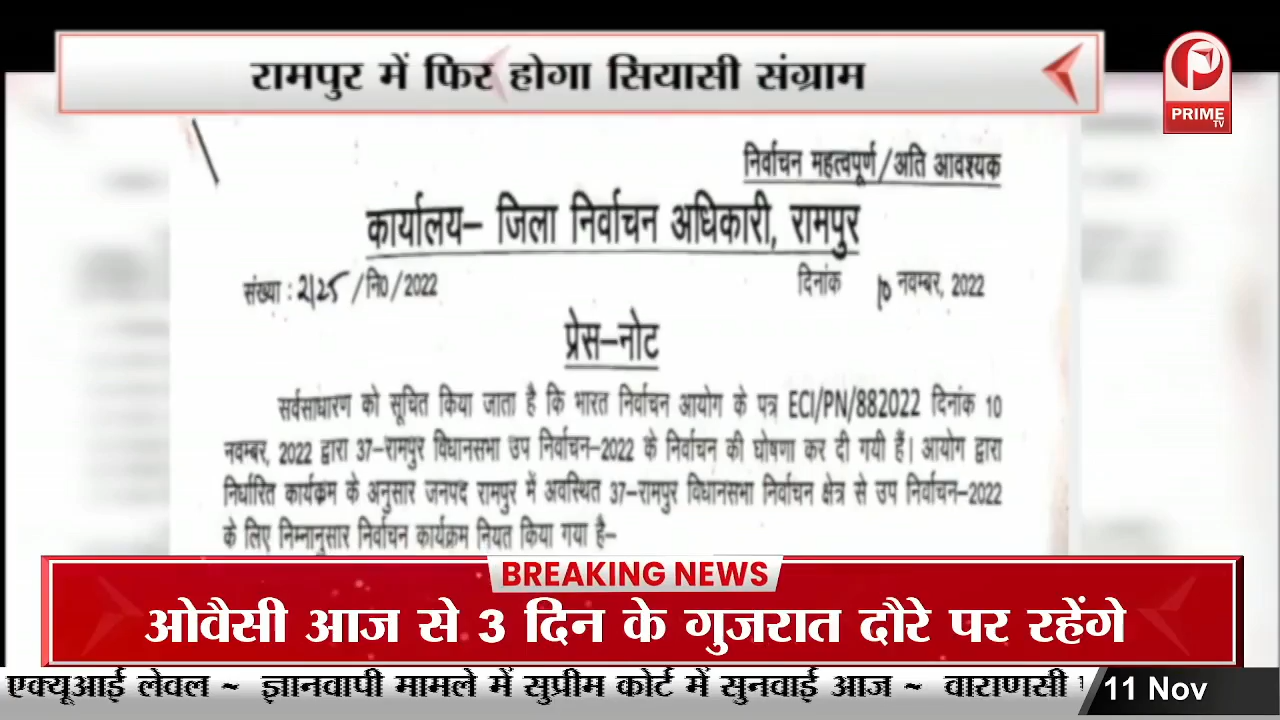 रामपुर में फिर होगा सियासी संग्राम
PRIME
TV
निर्वाचन महत्वपूर्ण/अति आवश्यक
कार्यालय– जिला निर्वाचन अधिकारी, रामपुर
संख्या : २१25 /नि0/2022 दिनांक 10 नवम्बर, 2022
प्रेस–नोट
सर्वसाधारण को सूचित किया जाता है कि भारत निर्वाचन आयोग के पत्र ECI/PN/882022 दिनांक 10
नवम्बर, 2022 द्वारा 37–रामपुर विधानसभा उप निर्वाचन–2022 के निर्वाचन की घोषणा कर दी गयी हैं। आयोग द्वारा
निर्धारित कार्यक्रम के अनुसार जनपद रामपुर में अवस्थित 37–रामपुर विधानसभा निर्वाचन क्षेत्र से उप निर्वाचन–2022
के लिए निम्नानुसार निर्वाचन कार्यक्रम नियत किया गया है–
BREAKING NEWS
ओवैसी आज से 3 दिन के गुजरात दौरे पर रहेंगे
एक्यूआई लेवल ~ ज्ञानवापी मामले में सुप्रीम कोर्ट में सुनवाई आज ~ वाराणसी
11 Nov